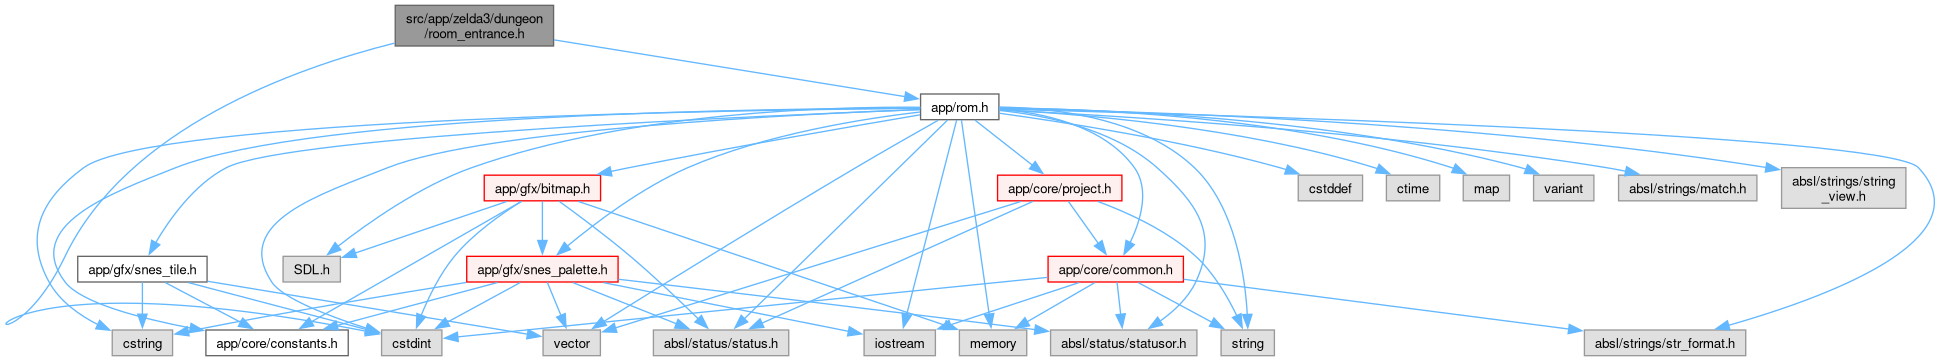 src/app/zelda3/dungeon
/room_entrance.h
app/rom.h
app/gfx/bitmap.h
app/core/project.h
cstddef
ctime
map
variant
absl/strings/match.h
absl/strings/string
_view.h
app/gfx/snes_tile.h
SDL.h
app/gfx/snes_palette.h
app/core/common.h
cstring
app/core/constants.h
cstdint
vector
absl/status/status.h
iostream
memory
absl/status/statusor.h
string
absl/strings/str_format.h